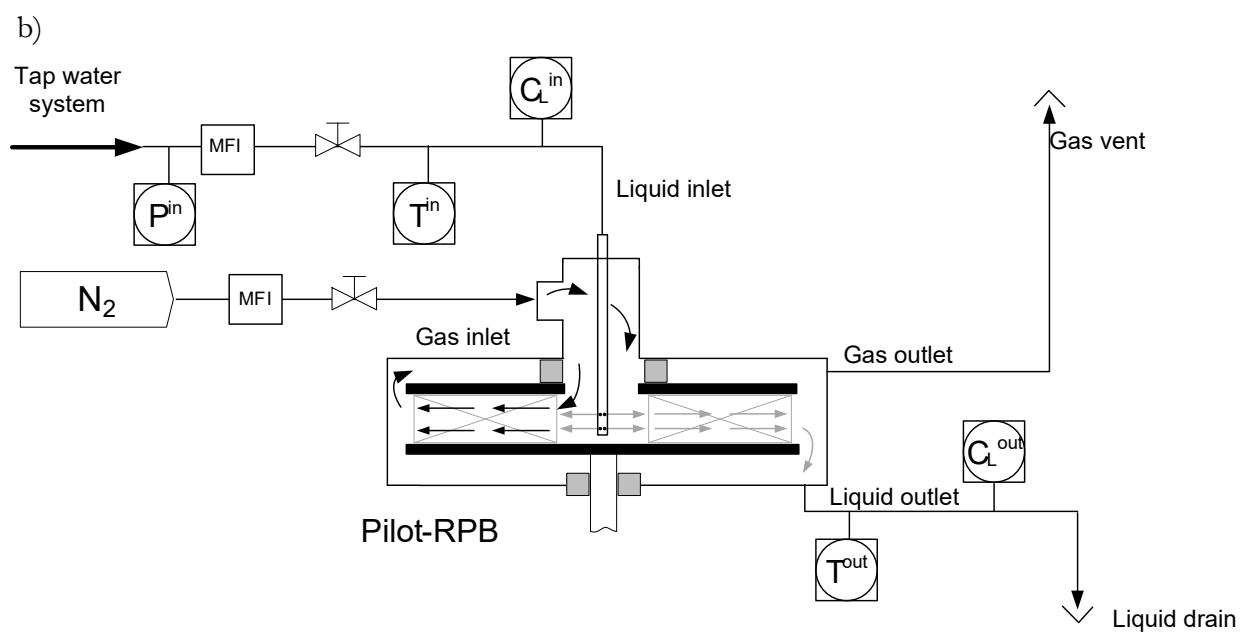 b)
Tap water
system
C_L^in
MFI
Gas vent
Liquid inlet
P^in
T^in
N₂
MFI
Gas inlet
Gas outlet
C_L^out
Liquid outlet
Pilot-RPB
T^out
Liquid drain